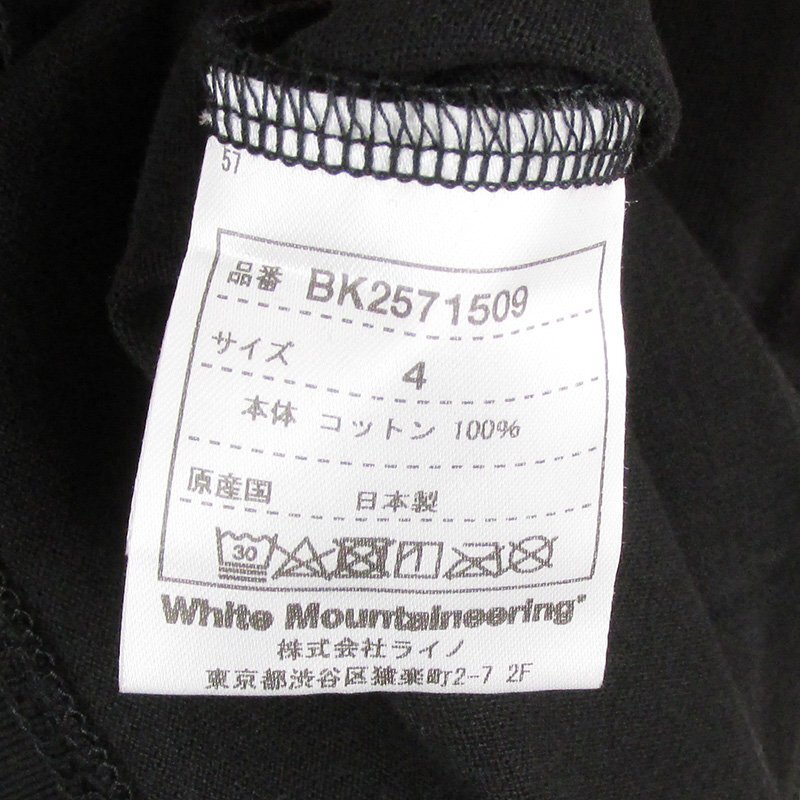 57
品番 BK2571509
サイズ 4
本体 コットン 100%
原産国 日本製
30
White Mountaineering®
株式会社ライノ
東京都渋谷区猿楽町2-7 2F